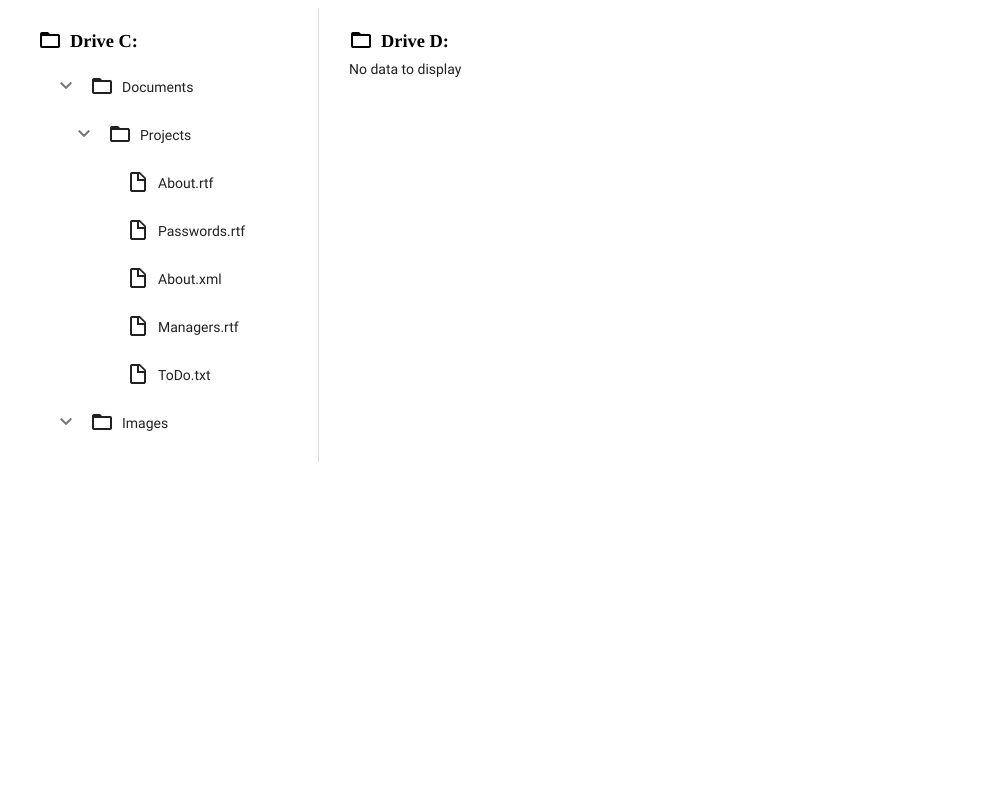 Drive C:
Documents
Projects
About.rtf
Passwords.rtf
About.xml
Managers.rtf
ToDo.txt
Images
Drive D:
No data to display